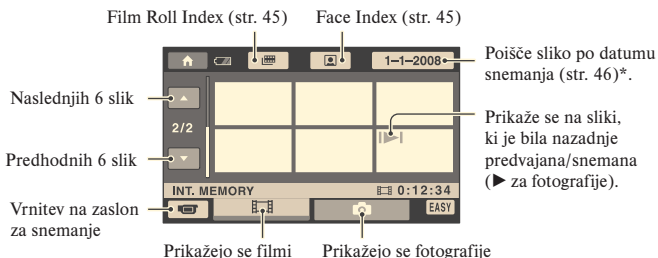 Film Roll Index (str. 45)
Face Index (str. 45)
1–1–2008
Poišče sliko po datumu
snemanja (str. 46)*.
Naslednjih 6 slik
2/2
Prikaže se na sliki,
ki je bila nazadnje
predvajana/snemana
(▶ za fotografije).
Predhodnih 6 slik
INT. MEMORY
0:12:34
EASY
Vrnitev na zaslon
za snemanje
Prikažejo se filmi
Prikažejo se fotografije